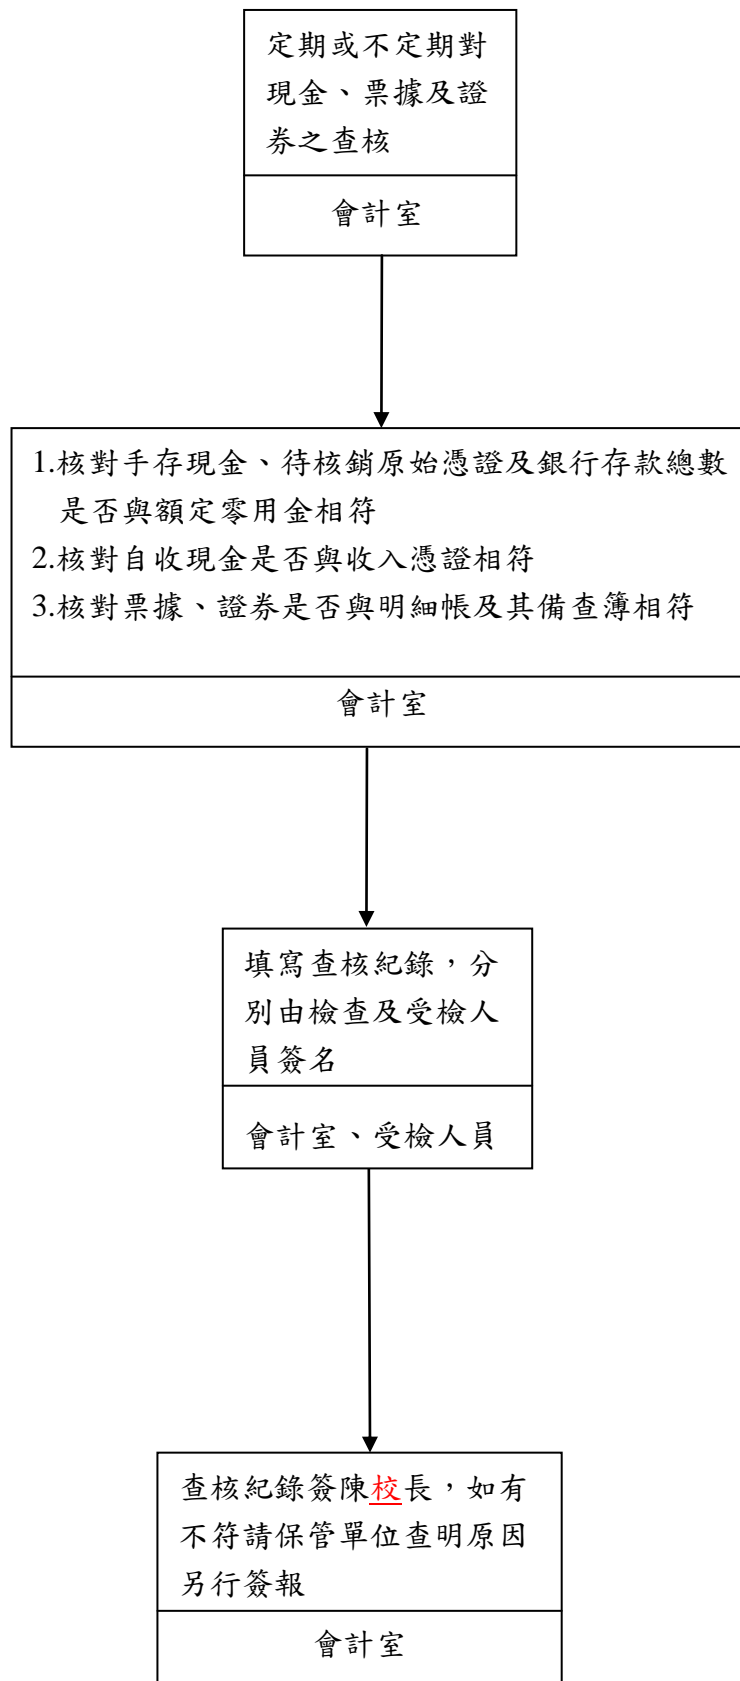 定期或不定期對
現金、票據及證
券之查核
會計室
1.核對手存現金、待核銷原始憑證及銀行存款總數
是否與額定零用金相符
2.核對自收現金是否與收入憑證相符
3.核對票據、證券是否與明細帳及其備查簿相符
會計室
填寫查核紀錄，分
別由檢查及受檢人
員簽名
會計室、受檢人員
查核紀錄簽陳校長，如有
不符請保管單位查明原因
另行簽報
會計室